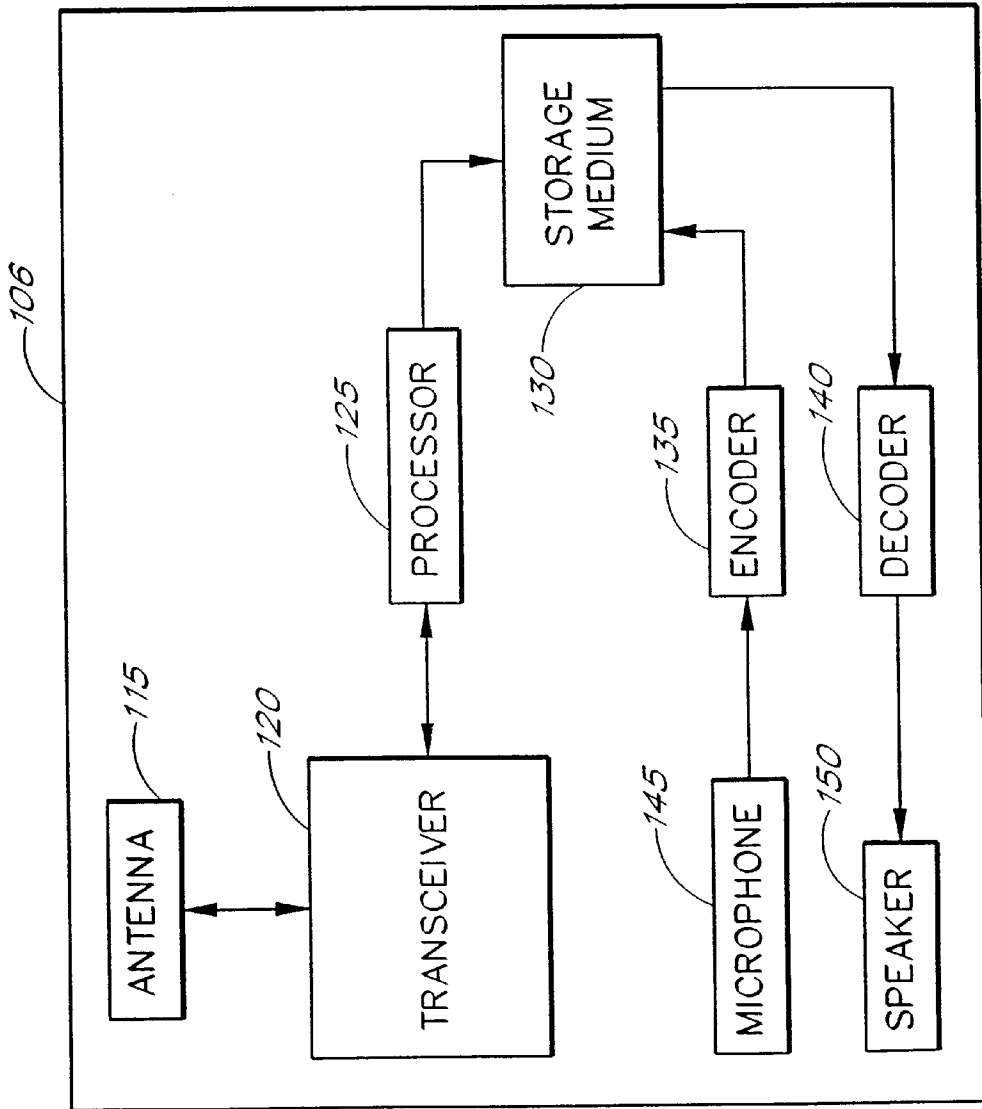 106
ANTENNA
115
TRANSCEIVER
120
PROCESSOR
125
STORAGE
MEDIUM
130
MICROPHONE
145
ENCODER
135
SPEAKER
150
DECODER
140